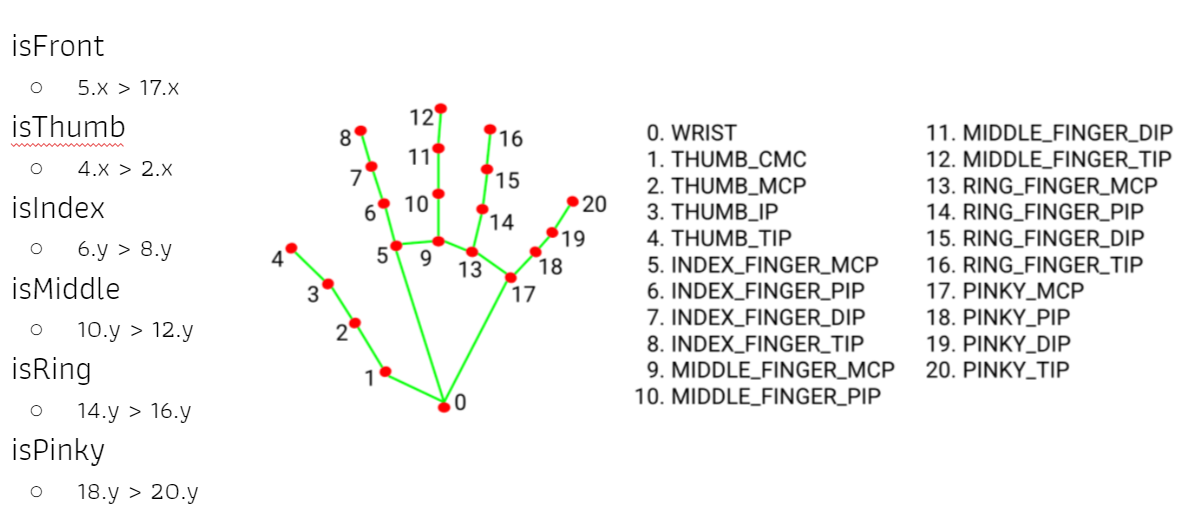 isFront
○ 5.x > 17.x
isThumb
○ 4.x > 2.x
isIndex
○ 6.y > 8.y
isMiddle
○ 10.y > 12.y
isRing
○ 14.y > 16.y
isPinky
○ 18.y > 20.y
12
8
16
11
7
15
6
10
20
14
19
5
9
13
18
4
3
17
2
1
0
0. WRIST
1. THUMB_CMC
2. THUMB_MCP
3. THUMB_IP
4. THUMB_TIP
5. INDEX_FINGER_MCP
6. INDEX_FINGER_PIP
7. INDEX_FINGER_DIP
8. INDEX_FINGER_TIP
9. MIDDLE_FINGER_MCP
10. MIDDLE_FINGER_PIP
11. MIDDLE_FINGER_DIP
12. MIDDLE_FINGER_TIP
13. RING_FINGER_MCP
14. RING_FINGER_PIP
15. RING_FINGER_DIP
16. RING_FINGER_TIP
17. PINKY_MCP
18. PINKY_PIP
19. PINKY_DIP
20. PINKY_TIP